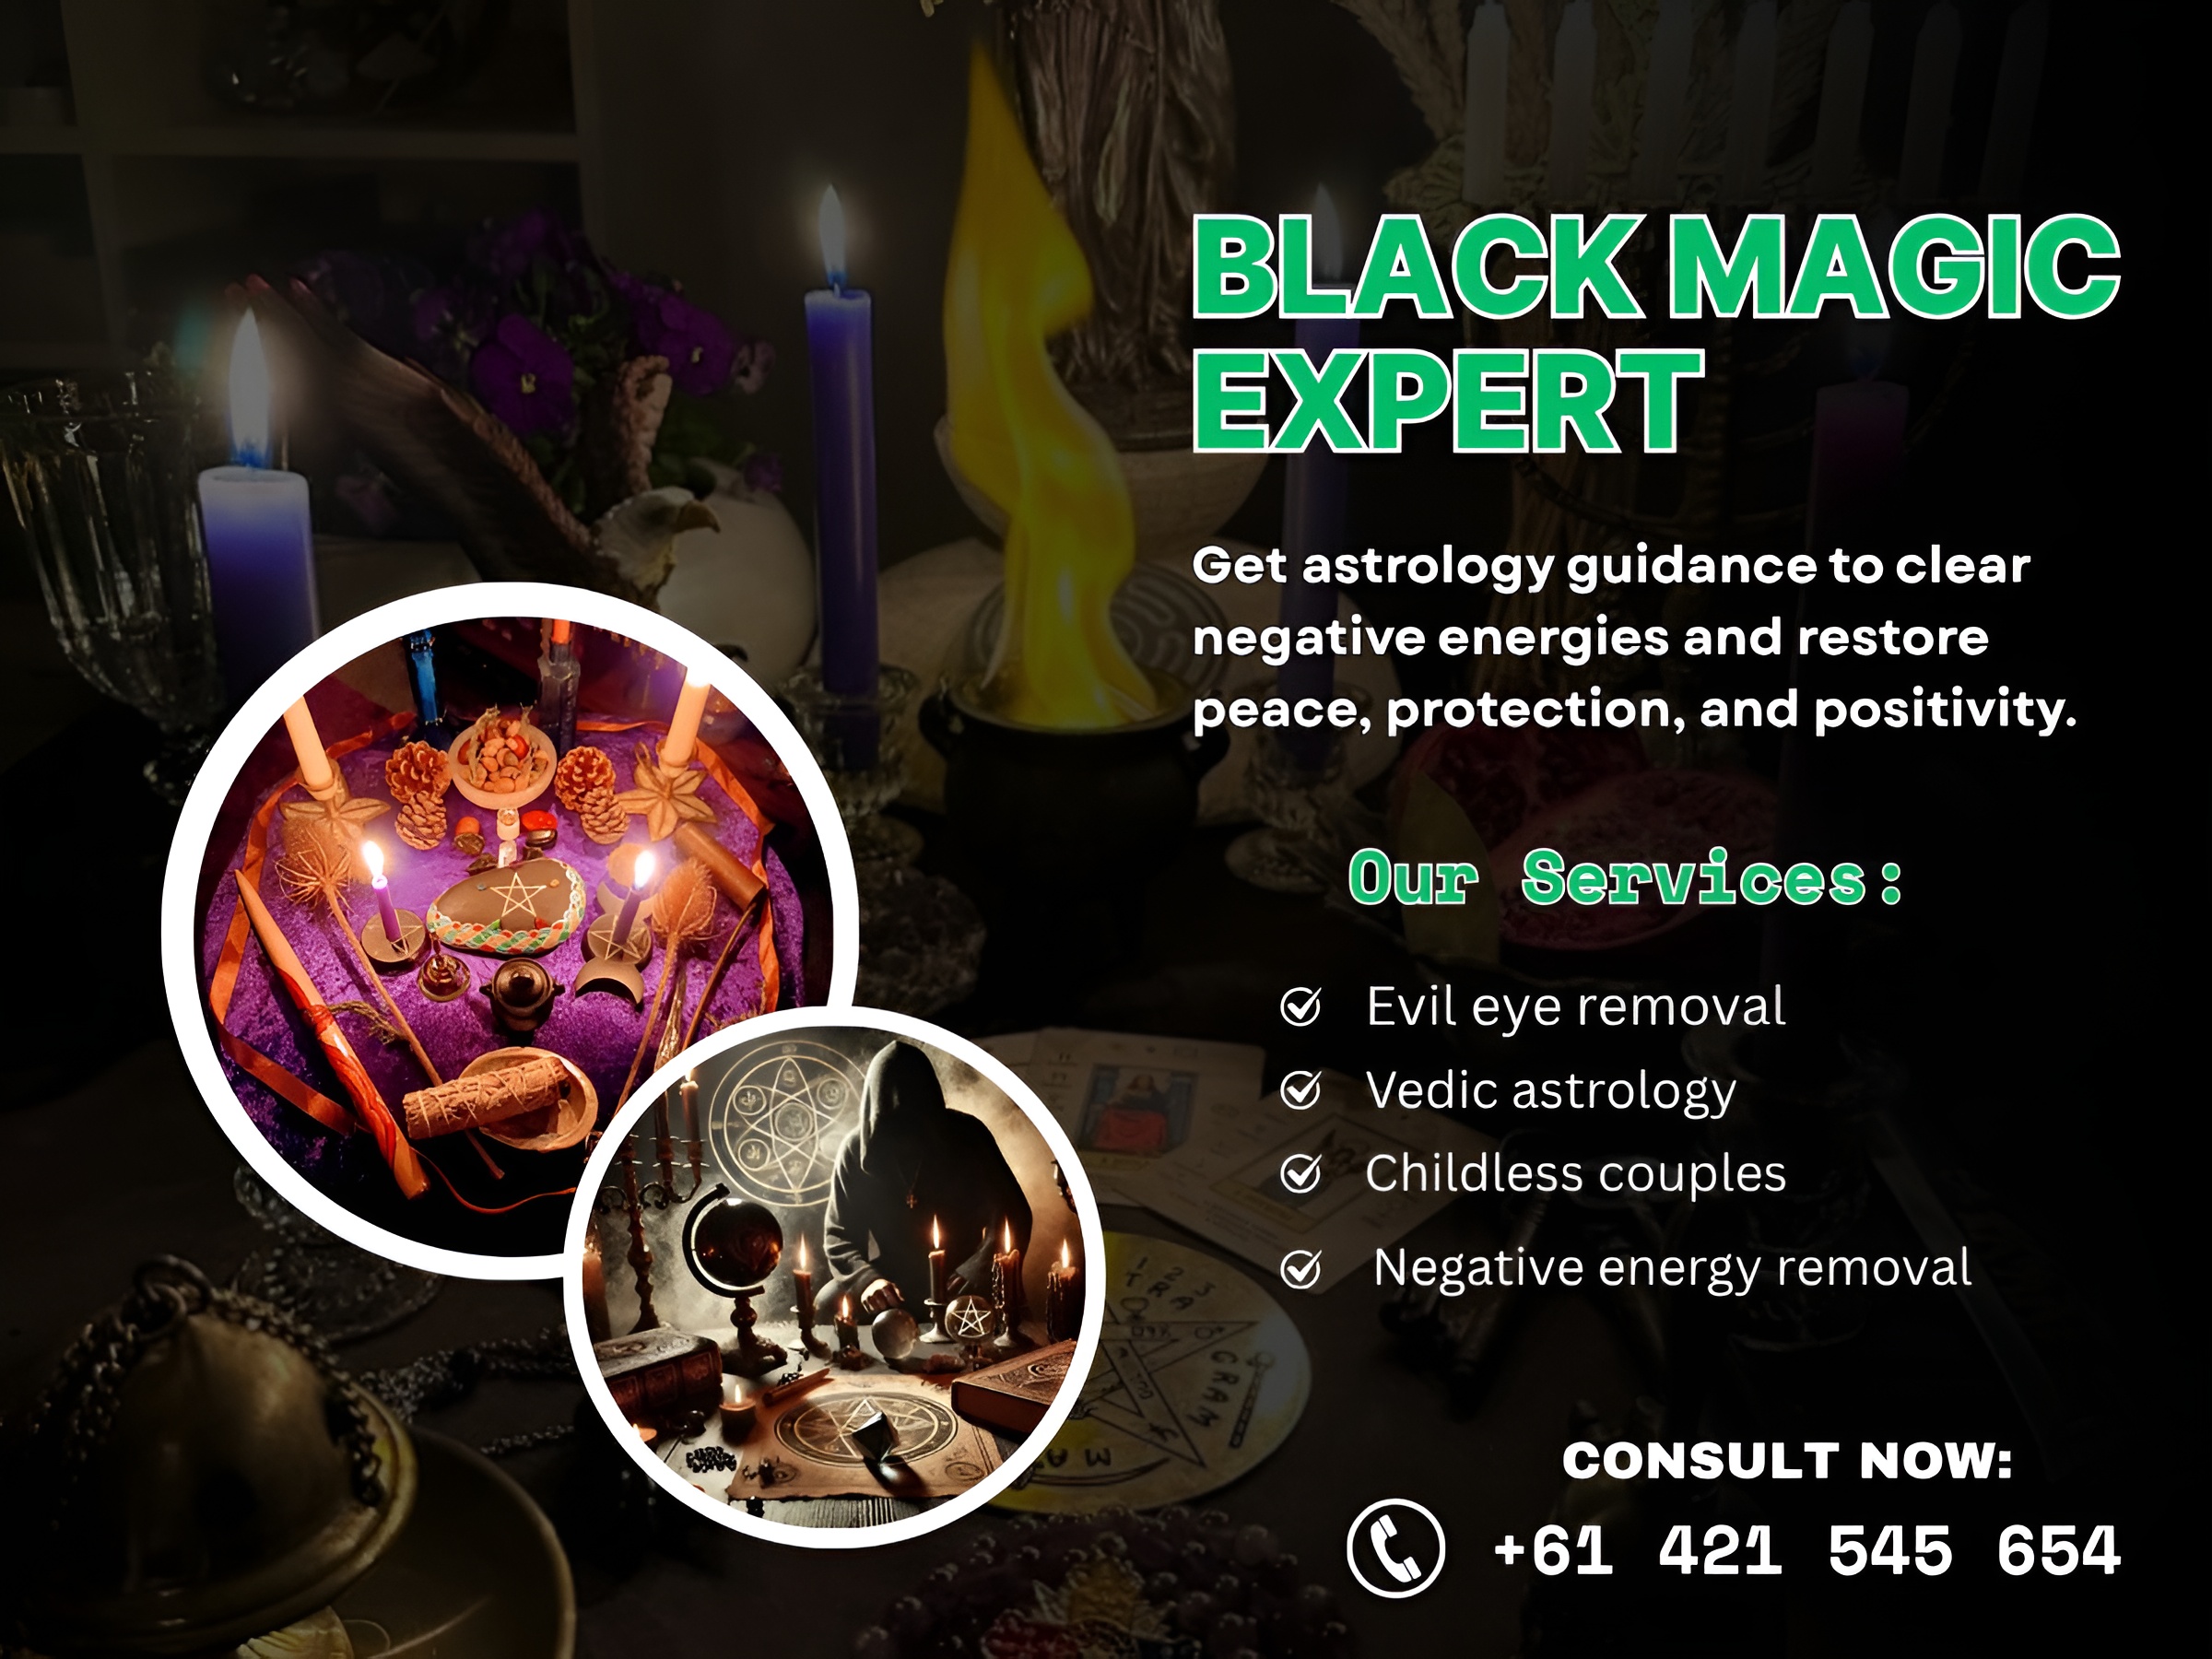 BLACK MAGIC
EXPERT
Get astrology guidance to clear
negative energies and restore
peace, protection, and positivity.
Our Services:
Evil eye removal
Vedic astrology
Childless couples
Negative energy removal
CONSULT NOW:
+61 421 545 654